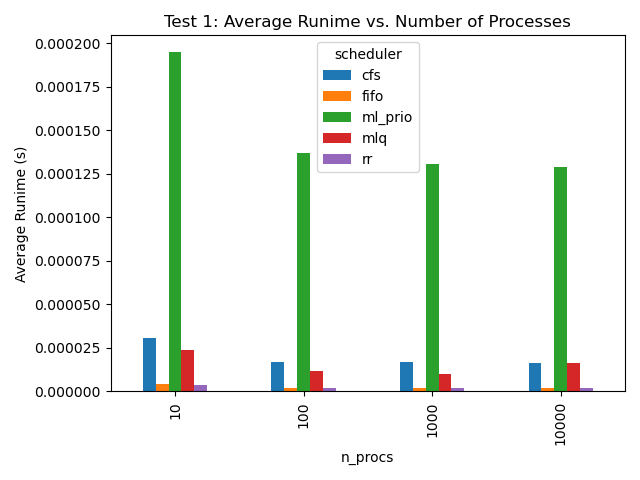 Test 1: Average Runime vs. Number of Processes
scheduler
cfs
fifo
ml_prio
mlq
rr
Average Runime (s)
0.000200
0.000175
0.000150
0.000125
0.000100
0.000075
0.000050
0.000025
0.000000
10
100
1000
10000
n_procs